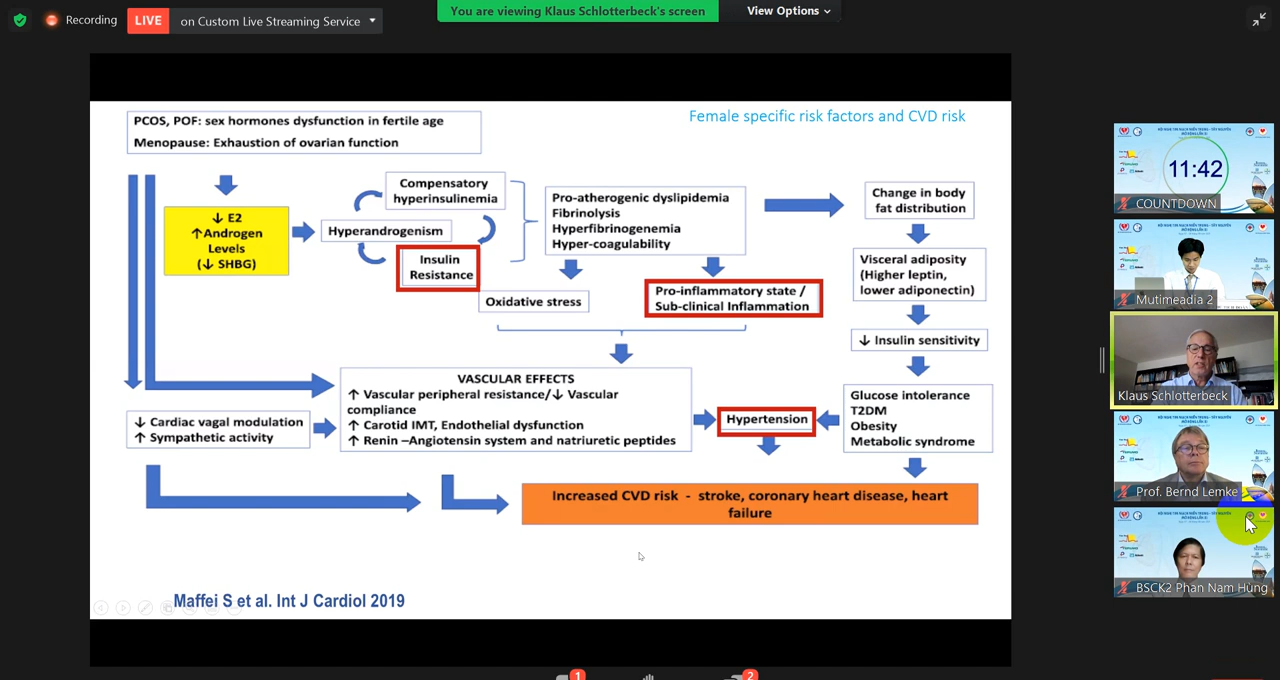 Recording
LIVE
on Custom Live Streaming Service
You are viewing Klaus Schlotterbeck's screen
View Options
Female specific risk factors and CVD risk
PCOS, POF: sex hormones dysfunction in fertile age
Menopause: Exhaustion of ovarian function
↓ E2
↑Androgen
Levels
(↓ SHBG)
Hyperandrogenism
Compensatory
hyperinsulinemia
Insulin
Resistance
Pro-atherogenic dyslipidemia
Fibrinolysis
Hyperfibrinogenemia
Hyper-coagulability
Oxidative stress
Pro-inflammatory state /
Sub-clinical Inflammation
Change in body
fat distribution
Visceral adiposity
(Higher leptin,
lower adiponectin)
↓ Insulin sensitivity
Glucose intolerance
T2DM
Obesity
Metabolic syndrome
↓ Cardiac vagal modulation
↑ Sympathetic activity
VASCULAR EFFECTS
↑ Vascular peripheral resistance/↓ Vascular
compliance
↑ Carotid IMT, Endothelial dysfunction
↑ Renin –Angiotensin system and natriuretic peptides
Hypertension
Increased CVD risk - stroke, coronary heart disease, heart
failure
Maffei S et al. Int J Cardiol 2019
11:42
COUNTDOWN
Mutimeadia 2
Klaus Schlotterbeck
Prof. Bernd Lemke
BSCK2 Phan Nam Hùng
1
2